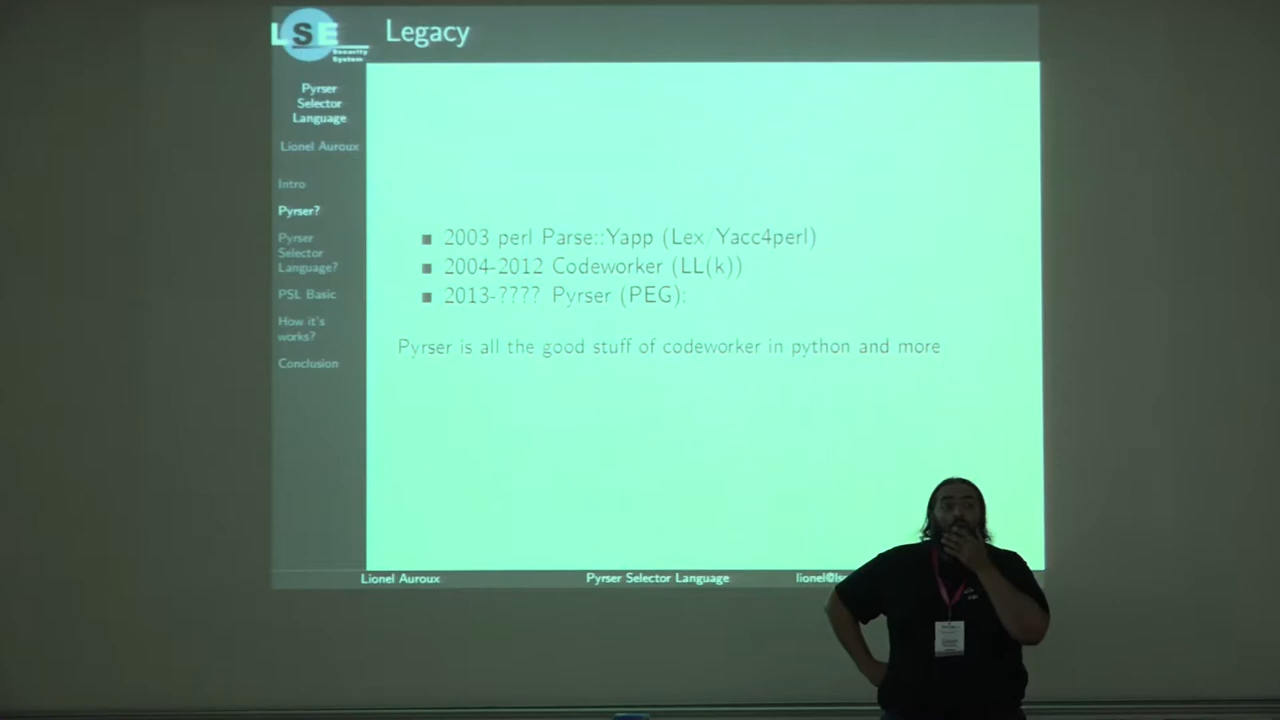 LSE
Security
System
Legacy
Pyrser
Selector
Language
Lionel Auroux
Intro
Pyrser?
Pyrser
Selector
Language?
PSL Basic
How it's
works?
Conclusion
2003 perl Parse::Yapp (Lex/Yacc4perl)
2004-2012 Codeworker (LL(k))
2013-???? Pyrser (PEG):
Pyrser is all the good stuff of codeworker in python and more
Lionel Auroux
Pyrser Selector Language
lionel@ls